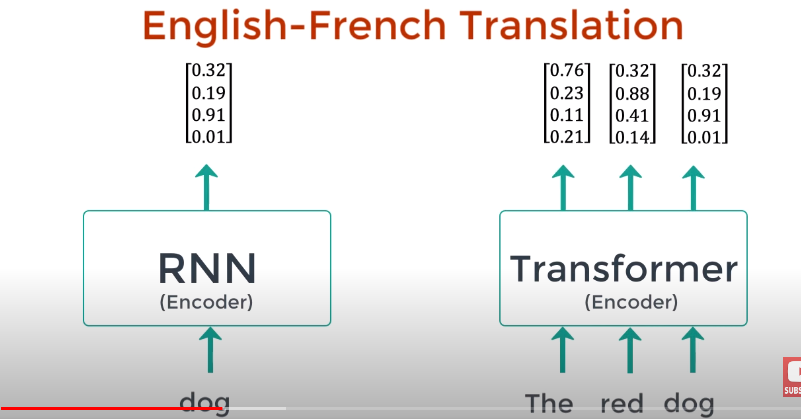 English-French Translation
[0.32] [0.76] [0.32] [0.32]
0.19 0.23 0.88 0.19
0.91 0.11 0.41 0.91
[0.01] [0.21] [0.14] [0.01]
RNN Transformer
(Encoder) (Encoder)
dog The red dog
SUBS